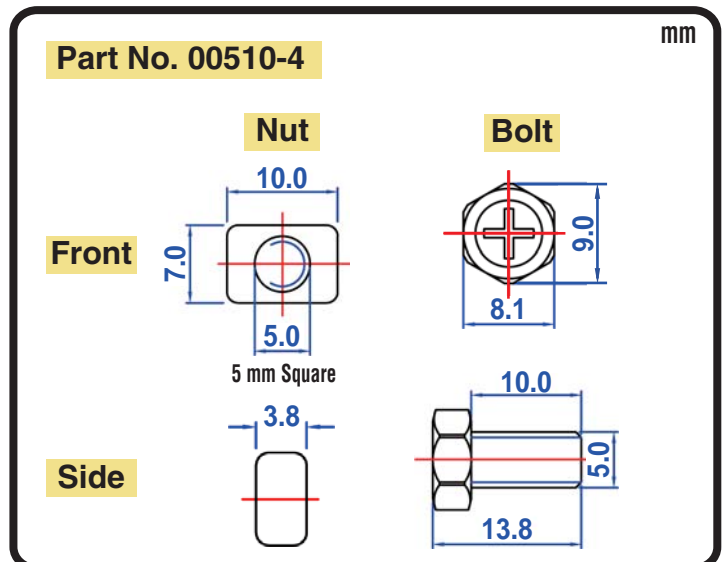 mm
Part No. 00510-4
Nut
Bolt
10.0
Front
7.0
9.0
5.0
8.1
5 mm Square
10.0
3.8
Side
5.0
13.8